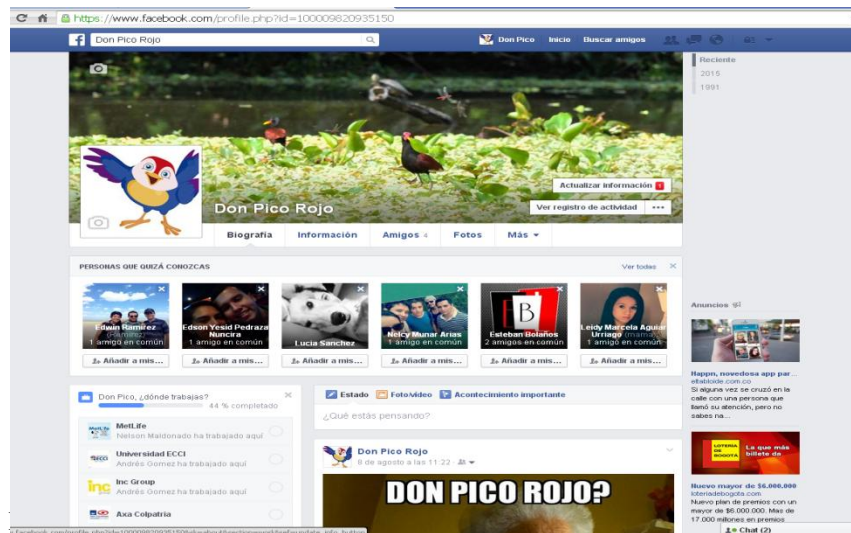 https://www.facebook.com/profile.php?id=100009820935150
Don Pico Rojo
Don Pico Inicio Buscar amigos
Reciente
2015
1991
Actualizar información 1
Don Pico Rojo
Ver registro de actividad
Biografía Información Amigos 4 Fotos Más
PERSONAS QUE QUIZÁ CONOZCAS
Ver todas
Edwin Ramirez
(Ramirez)
1 amigo en común
Añadir a mis...
Edson Yesid Pedraza
Nuncira
1 amigo en común
Añadir a mis...
Lucia Sanchez
Añadir a mis...
Nelcy Munar Arias
1 amigo en común
Añadir a mis...
Esteban Bolaños
2 amigos en común
Añadir a mis...
Leidy Marcela Aguiar
Urriago
1 amigo en común
Añadir a mis...
Anuncios
Happn, novedosa app par...
eltabloide.com.co
Si alguna vez se cruzó en la
calle con una persona que
llamó su atención, pero no
sabes na...
LOTERIA
DE
BOGOTA
La que más
billete da
Nuevo mayor de $6.000.000
loteriadebogota.com
Nuevo plan de premios con un
mayor de $6.000.000. Mas de
17.000 millones en premios
Don Pico, ¿dónde trabajas?
44 % completado
MetLife
Nelson Maldonado ha trabajado aquí
Universidad ECCI
Andrés Gomez ha trabajado aquí
inc
Inc Group
Andrés Gomez ha trabajado aquí
Axa Colpatria
Estado Foto/vídeo Acontecimiento importante
¿Qué estás pensando?
Don Pico Rojo
6 de agosto a las 11:22
DON PICO ROJO?
Chat (2)